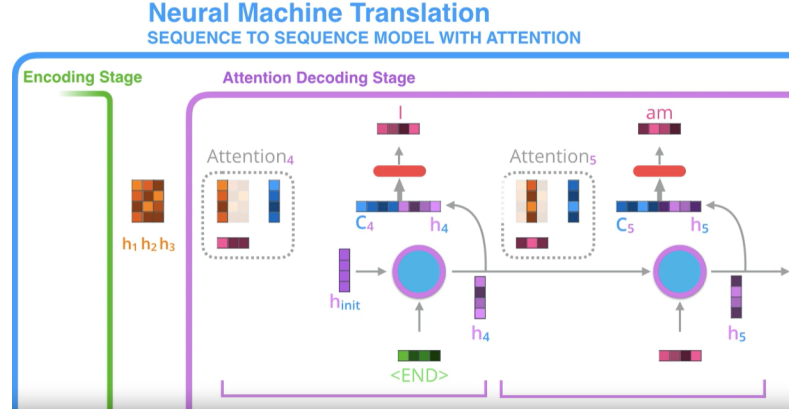 Neural Machine Translation
SEQUENCE TO SEQUENCE MODEL WITH ATTENTION
Encoding Stage
Attention Decoding Stage
I
am
Attention4
Attention5
C4
h4
C5
h5
h1 h2 h3
hinit
h4
h5
<END>